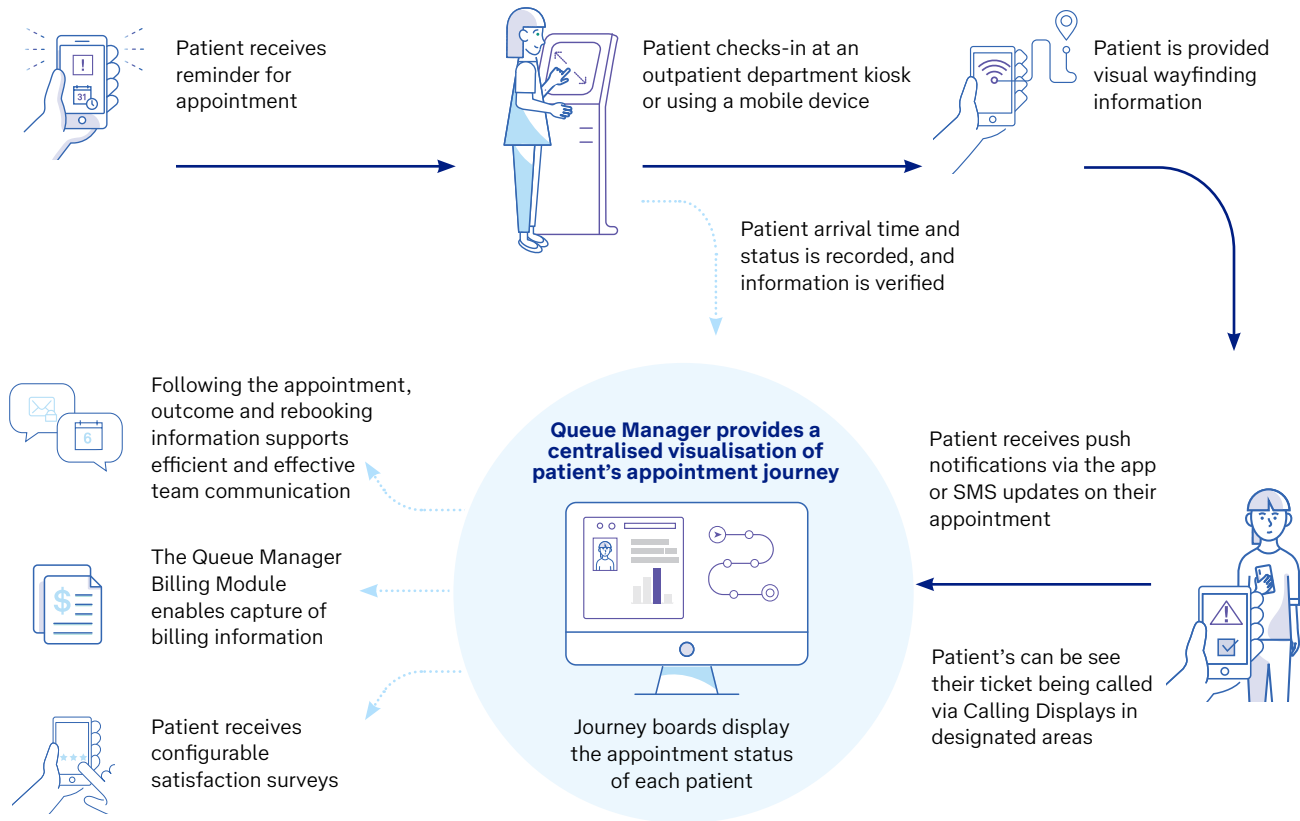 Patient receives
reminder for
appointment
Patient checks-in at an
outpatient department kiosk
or using a mobile device
Patient is provided
visual wayfinding
information
!
31
Patient arrival time and
status is recorded, and
information is verified
Following the appointment,
outcome and rebooking
information supports
efficient and effective
team communication
6
Queue Manager provides a
centralised visualisation of
patient's appointment journey
Patient receives push
notifications via the app
or SMS updates on their
appointment
The Queue Manager
Billing Module
enables capture of
billing information
$
!
Patient's can be see
their ticket being called
via Calling Displays in
designated areas
Patient receives
configurable
satisfaction surveys
Journey boards display
the appointment status
of each patient